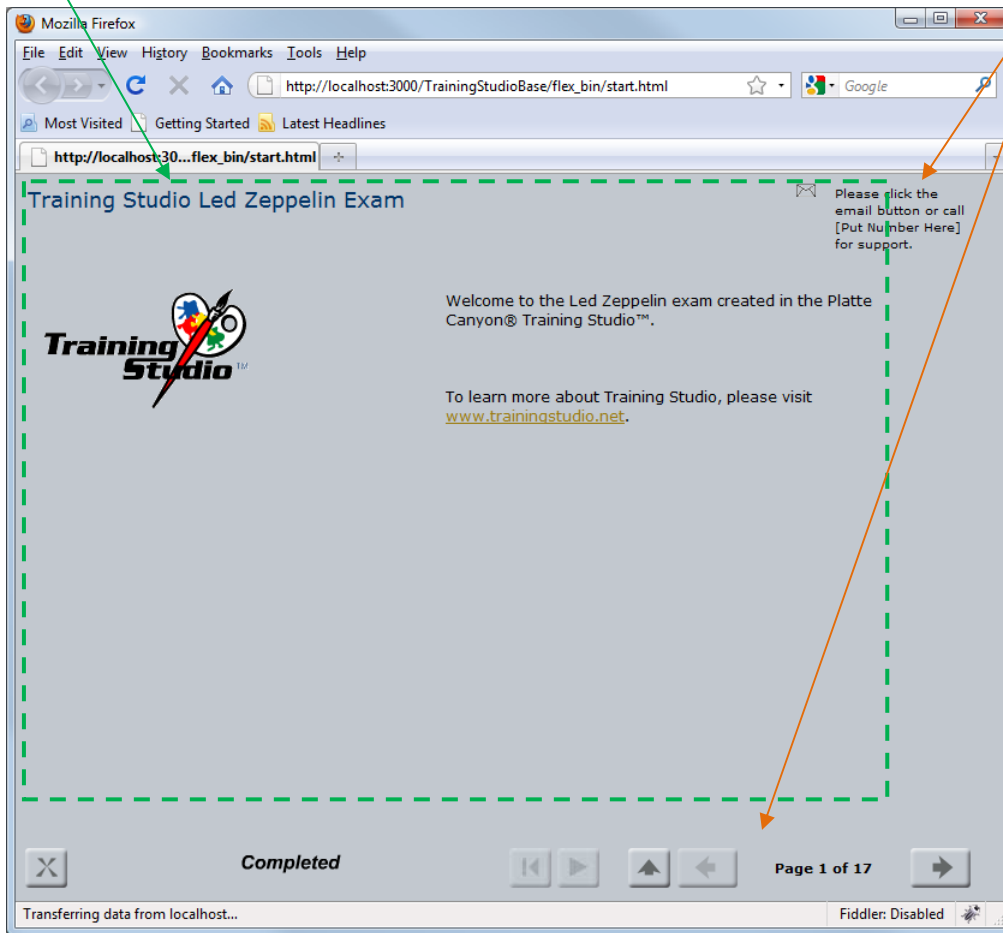 Mozilla Firefox
File Edit View History Bookmarks Tools Help
http://localhost:3000/TrainingStudioBase/flex_bin/start.html
Google
Most Visited Getting Started Latest Headlines
http://localhost:30...flex_bin/start.html
Training Studio Led Zeppelin Exam
Please click the
email button or call
[Put Number Here]
for support.
Welcome to the Led Zeppelin exam created in the Platte
Canyon® Training Studio™.
Training
Studio™
To learn more about Training Studio, please visit
www.trainingstudio.net.
Completed
Page 1 of 17
Transferring data from localhost...
Fiddler: Disabled